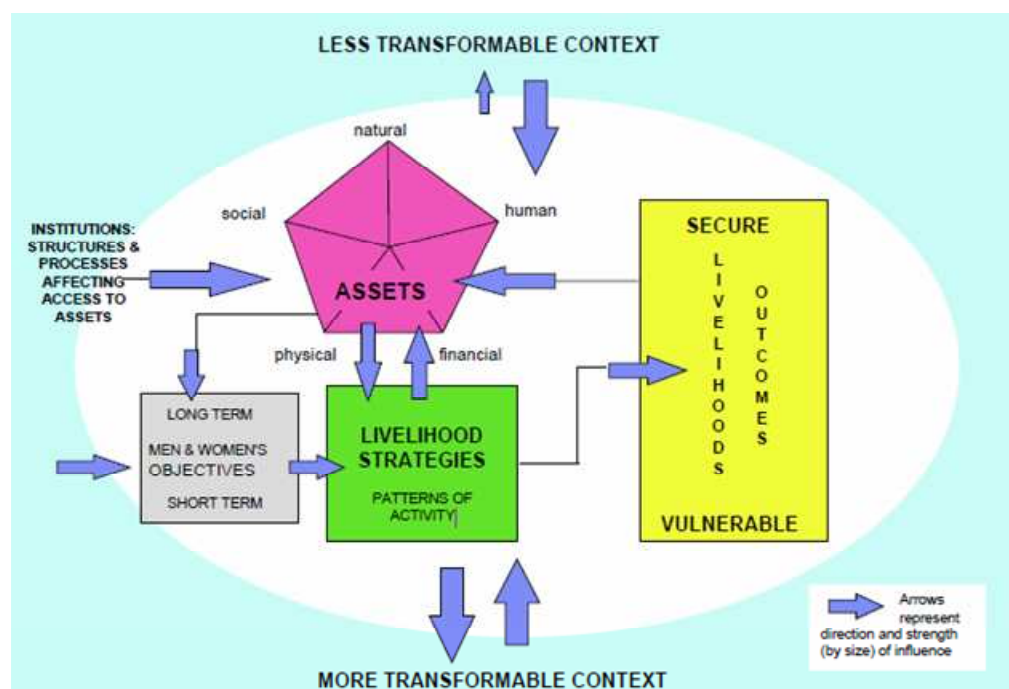 LESS TRANSFORMABLE CONTEXT
natural
social
human
INSTITUTIONS:
STRUCTURES &
PROCESSES
AFFECTING
ACCESS TO
ASSETS
ASSETS
physical
financial
SECURE
LIVELIHOODS
OUTCOMES
VULNERABLE
LONG TERM
MEN & WOMEN'S
OBJECTIVES
SHORT TERM
LIVELIHOOD
STRATEGIES
PATTERNS OF
ACTIVITY
Arrows
represent
direction and strength
(by size) of influence
MORE TRANSFORMABLE CONTEXT